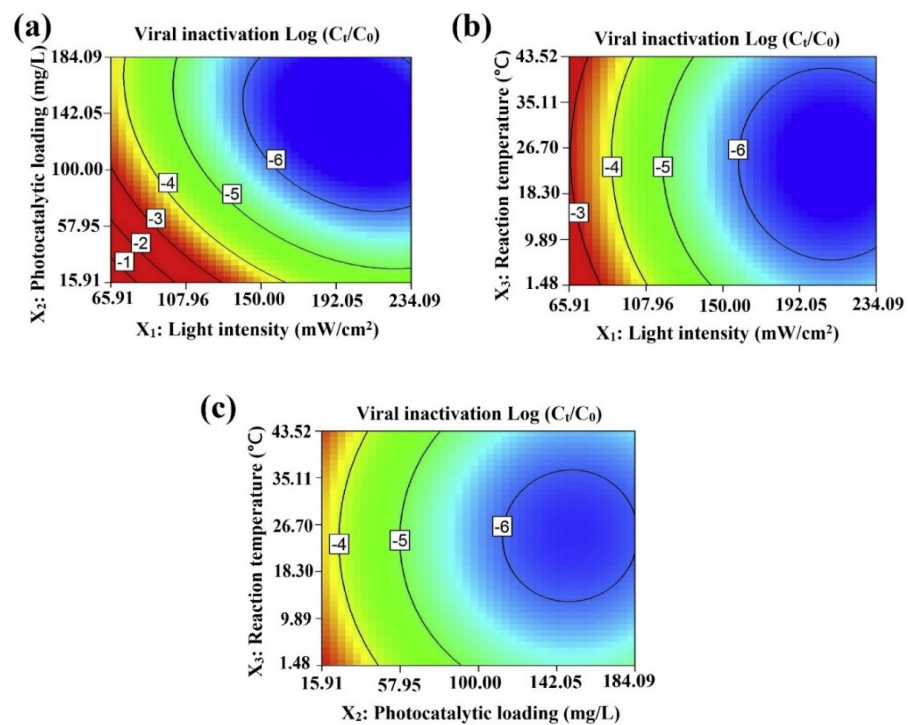 (a)
Viral inactivation Log (Cₜ/C₀)
X₂: Photocatalytic loading (mg/L)
184.09
142.05
100.00
57.95
15.91
-6
-5
-4
-3
-2
-1
65.91 107.96 150.00 192.05 234.09
X₁: Light intensity (mW/cm²)
(b)
Viral inactivation Log (Cₜ/C₀)
X₃: Reaction temperature (°C)
43.52
35.11
26.70
18.30
9.89
1.48
-3
-4
-5
-6
65.91 107.96 150.00 192.05 234.09
X₁: Light intensity (mW/cm²)
(c)
Viral inactivation Log (Cₜ/C₀)
X₃: Reaction temperature (°C)
43.52
35.11
26.70
18.30
9.89
1.48
-4
-5
-6
15.91 57.95 100.00 142.05 184.09
X₂: Photocatalytic loading (mg/L)